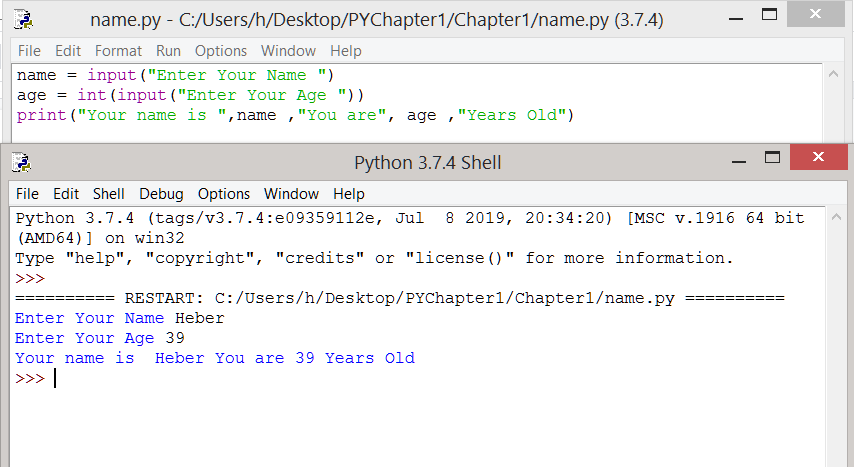 name.py - C:/Users/h/Desktop/PYChapter1/Chapter1/name.py (3.7.4)
File Edit Format Run Options Window Help
name = input("Enter Your Name ")
age = int(input("Enter Your Age "))
print("Your name is ",name ,"You are", age ,"Years Old")
Python 3.7.4 Shell
File Edit Shell Debug Options Window Help
Python 3.7.4 (tags/v3.7.4:e09359112e, Jul  8 2019, 20:34:20) [MSC v.1916 64 bit
(AMD64)] on win32
Type "help", "copyright", "credits" or "license()" for more information.
>>>
========== RESTART: C:/Users/h/Desktop/PYChapter1/Chapter1/name.py ==========
Enter Your Name Heber
Enter Your Age 39
Your name is  Heber You are 39 Years Old
>>>